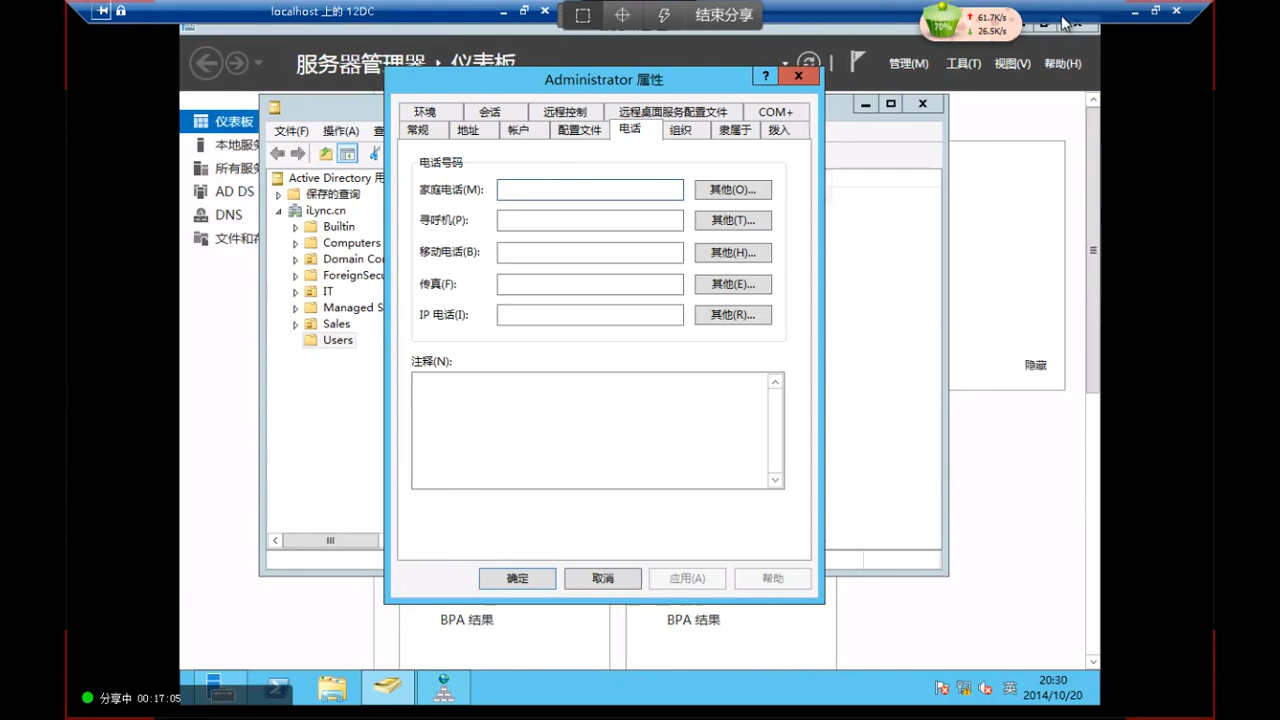 localhost 上的 12DC
结束分享
70%
61.7K/s
26.5K/s
服务器管理器 · 仪表板
管理(M)
工具(T)
视图(V)
帮助(H)
Administrator 属性
环境
会话
远程控制
远程桌面服务配置文件
COM+
常规
地址
帐户
配置文件
电话
组织
隶属于
拨入
仪表板
本地服
所有服务
AD DS
DNS
文件和存
文件(F)
操作(A)
查
Active Directory 用
保存的查询
iLync.cn
Builtin
Computers
Domain Co
ForeignSecu
IT
Managed S
Sales
Users
电话号码
家庭电话(M):
其他(O)...
寻呼机(P):
其他(T)...
移动电话(B):
其他(H)...
传真(F):
其他(E)...
IP 电话(I):
其他(R)...
注释(N):
隐藏
确定
取消
应用(A)
帮助
BPA 结果
BPA 结果
分享中 00:17:05
英
20:30
2014/10/20